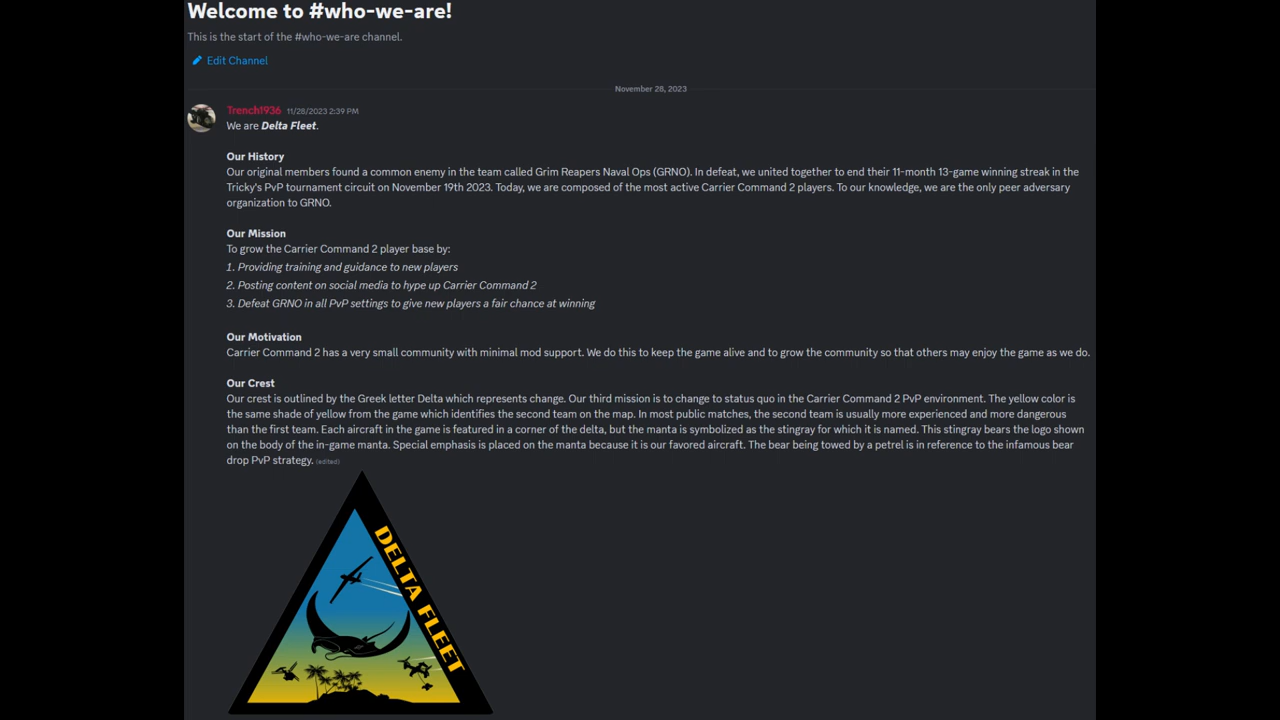 Welcome to #who-we-are!
This is the start of the #who-we-are channel.
Edit Channel
November 28, 2023
Trench1936 11/28/2023 2:39 PM
We are Delta Fleet.
Our History
Our original members found a common enemy in the team called Grim Reapers Naval Ops (GRNO). In defeat, we united together to end their 11-month 13-game winning streak in the
Tricky's PvP tournament circuit on November 19th 2023. Today, we are composed of the most active Carrier Command 2 players. To our knowledge, we are the only peer adversary
organization to GRNO.
Our Mission
To grow the Carrier Command 2 player base by:
1. Providing training and guidance to new players
2. Posting content on social media to hype up Carrier Command 2
3. Defeat GRNO in all PvP settings to give new players a fair chance at winning
Our Motivation
Carrier Command 2 has a very small community with minimal mod support. We do this to keep the game alive and to grow the community so that others may enjoy the game as we do.
Our Crest
Our crest is outlined by the Greek letter Delta which represents change. Our third mission is to change to status quo in the Carrier Command 2 PvP environment. The yellow color is
the same shade of yellow from the game which identifies the second team on the map. In most public matches, the second team is usually more experienced and more dangerous
than the first team. Each aircraft in the game is featured in a corner of the delta, but the manta is symbolized as the stingray for which it is named. This stingray bears the logo shown
on the body of the in-game manta. Special emphasis is placed on the manta because it is our favored aircraft. The bear being towed by a petrel is in reference to the infamous bear
drop PvP strategy. (edited)
DELTA FLEET